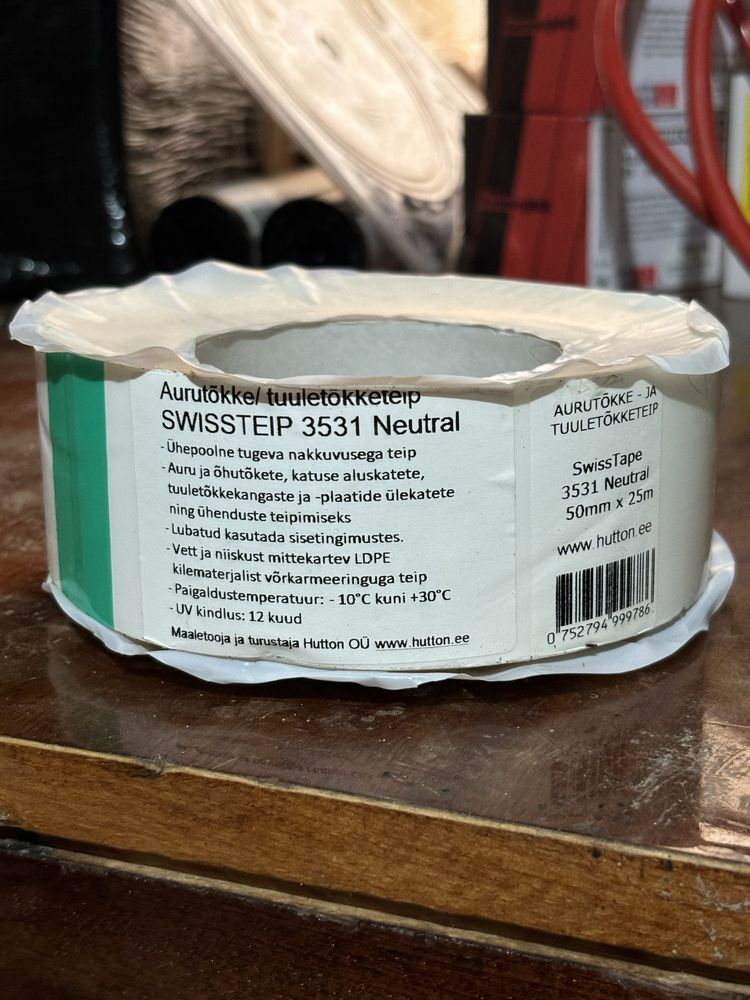 Aurutõkke/ tuuletõkketeip
SWISSTEIP 3531 Neutral
- Ühepoolne tugeva nakkuvusega teip
- Auru ja õhutõkete, katuse aluskatete,
tuuletõkkekangaste ja -plaatide ülekatete
ning ühenduste teipimiseks
- Lubatud kasutada sisetingimustes.
- Vett ja niiskust mittekartev LDPE
kilematerjalist võrkarmeeringuga teip
- Paigaldustemperatuur: - 10°C kuni +30°C
- UV kindlus: 12 kuud
Maaletooja ja turustaja Hutton OÜ www.hutton.ee
AURUTÕKKE - JA
TUULETÕKKETEIP
SwissTape
3531 Neutral
50mm x 25m
www.hutton.ee
0 752794 999786